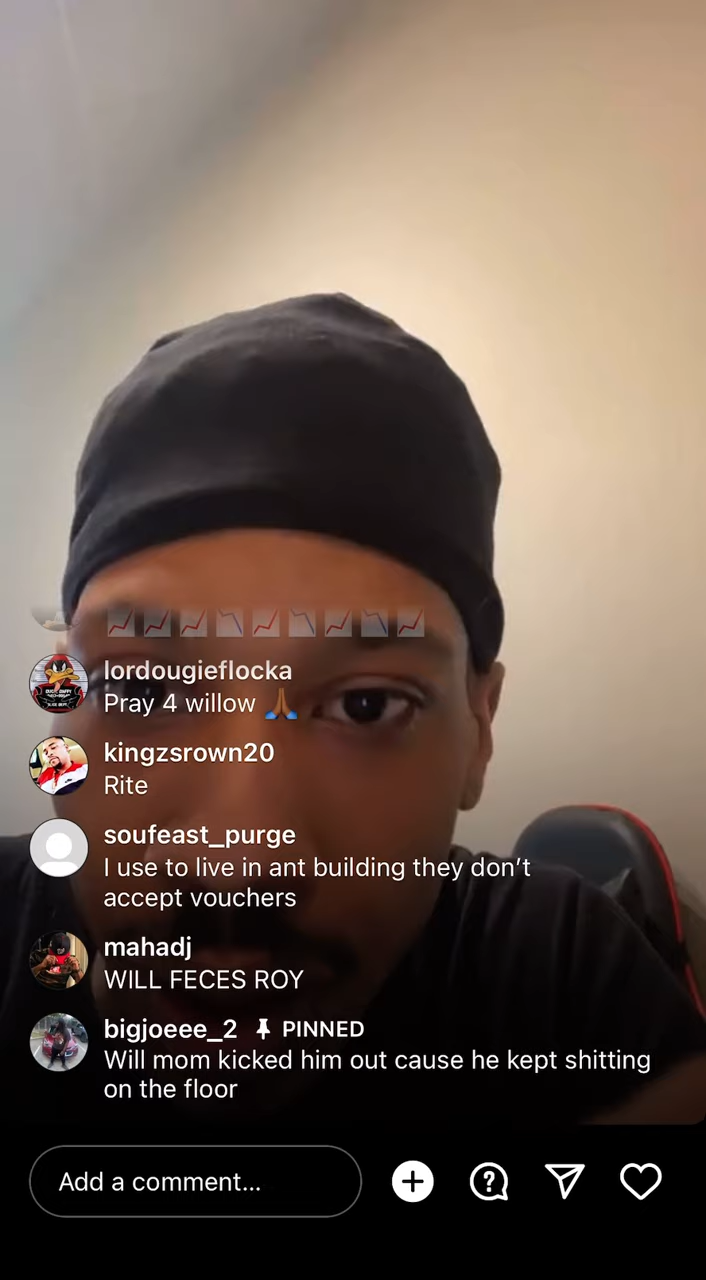 📈📈📈📉📈📉📈📉📈
lordougieflocka
Pray 4 willow 🙏🏾
kingzsrown20
Rite
soufeast_purge
I use to live in ant building they don’t
accept vouchers
mahadj
WILL FECES ROY
bigjoeee_2 PINNED
Will mom kicked him out cause he kept shitting
on the floor
Add a comment...